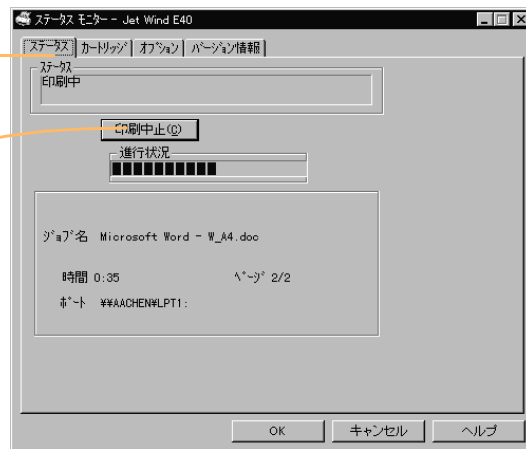 ステータス モニター - Jet Wind E40
ステータス カートリッジ オプション バージョン情報
ステータス
印刷中
印刷中止(C)
進行状況
ジョブ名 Microsoft Word - W_A4.doc
時間 0:35 ページ 2/2
ポート ¥¥AACHEN¥LPT1:
OK キャンセル ヘルプ